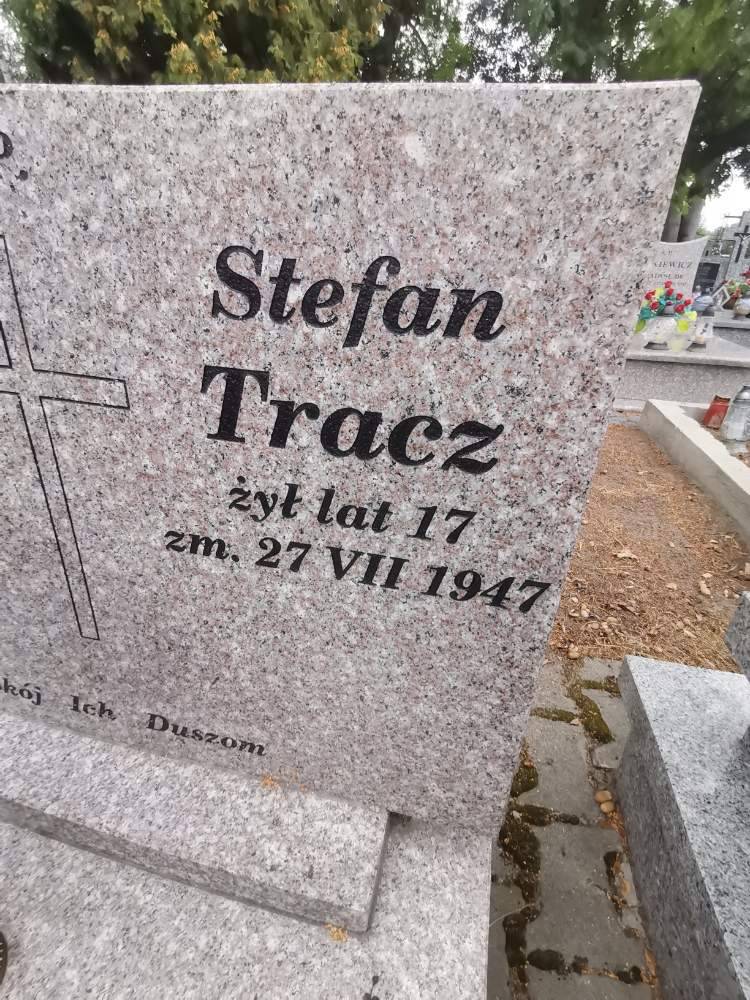 Stefan
Tracz
żył lat 17
zm. 27 VII 1947
Ich Duszom